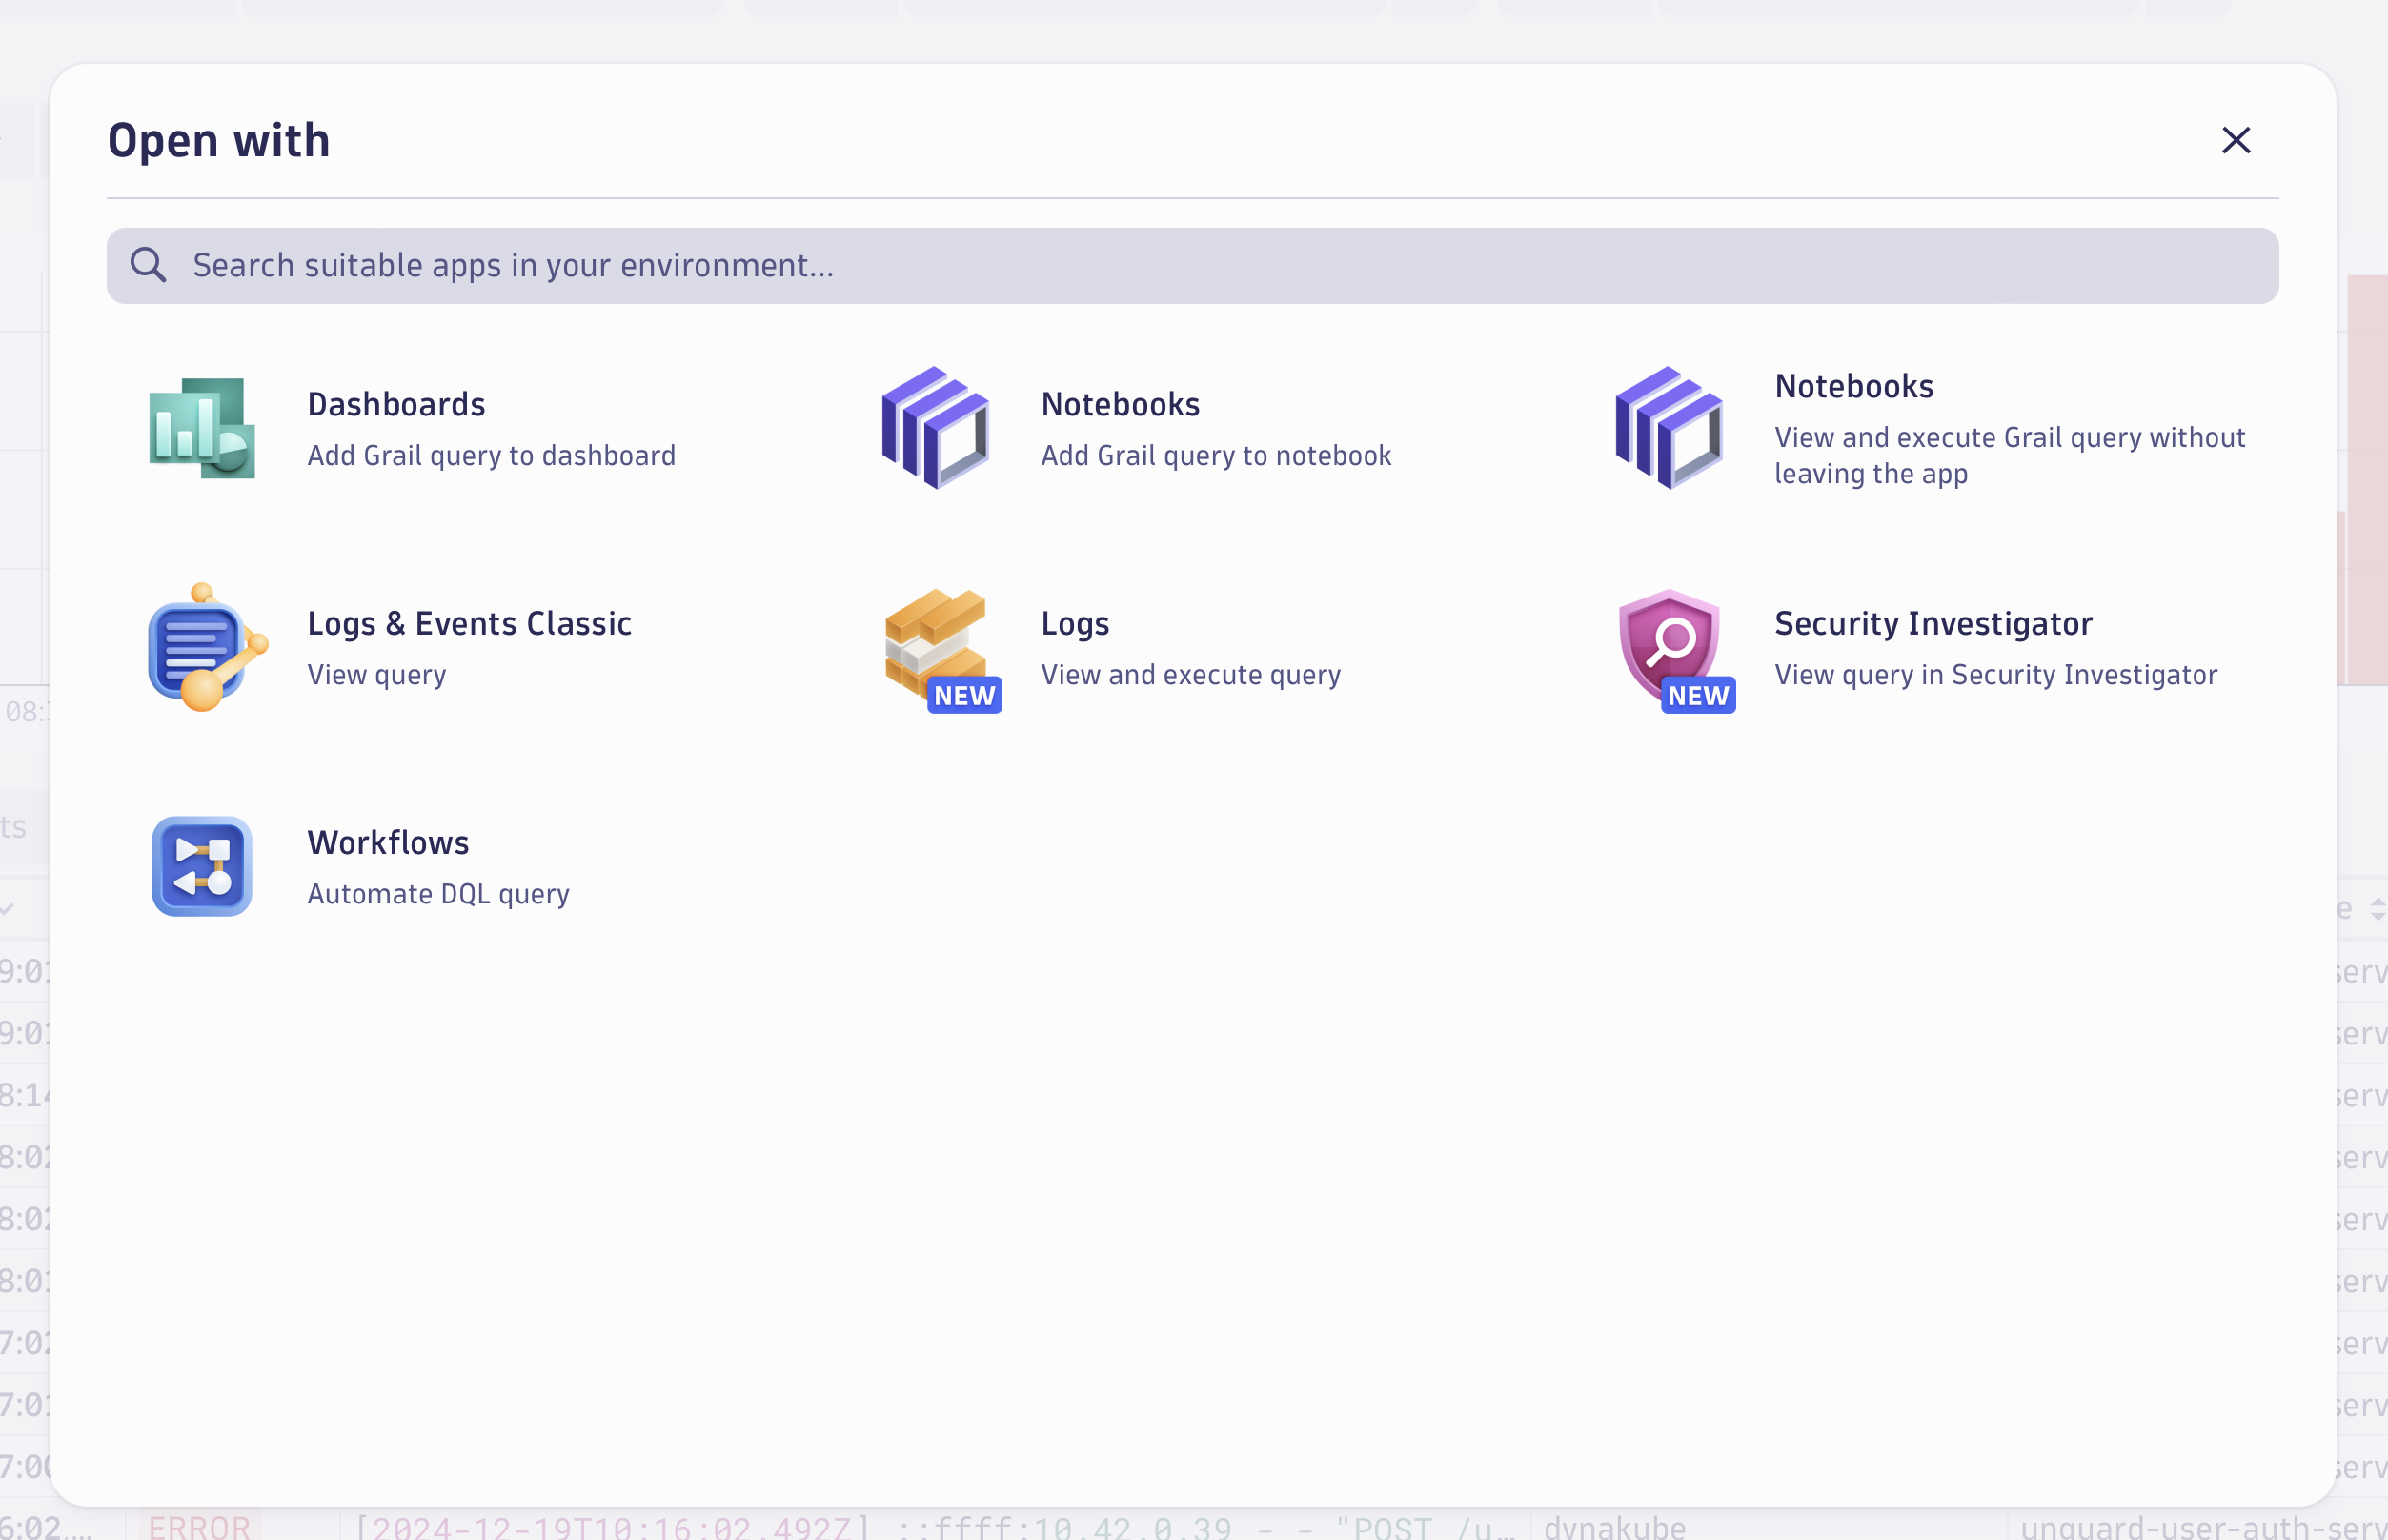 Open with
Search suitable apps in your environment...
Dashboards
Add Grail query to dashboard
Notebooks
Add Grail query to notebook
Notebooks
View and execute Grail query without
leaving the app
Logs & Events Classic
View query
NEW
Logs
View and execute query
NEW
Security Investigator
View query in Security Investigator
Workflows
Automate DQL query
ERROR [2024-12-19T10:16:02.492Z] ::ffff:10.42.0.39 - - "POST /u… dynakube unguard-user-auth-serv